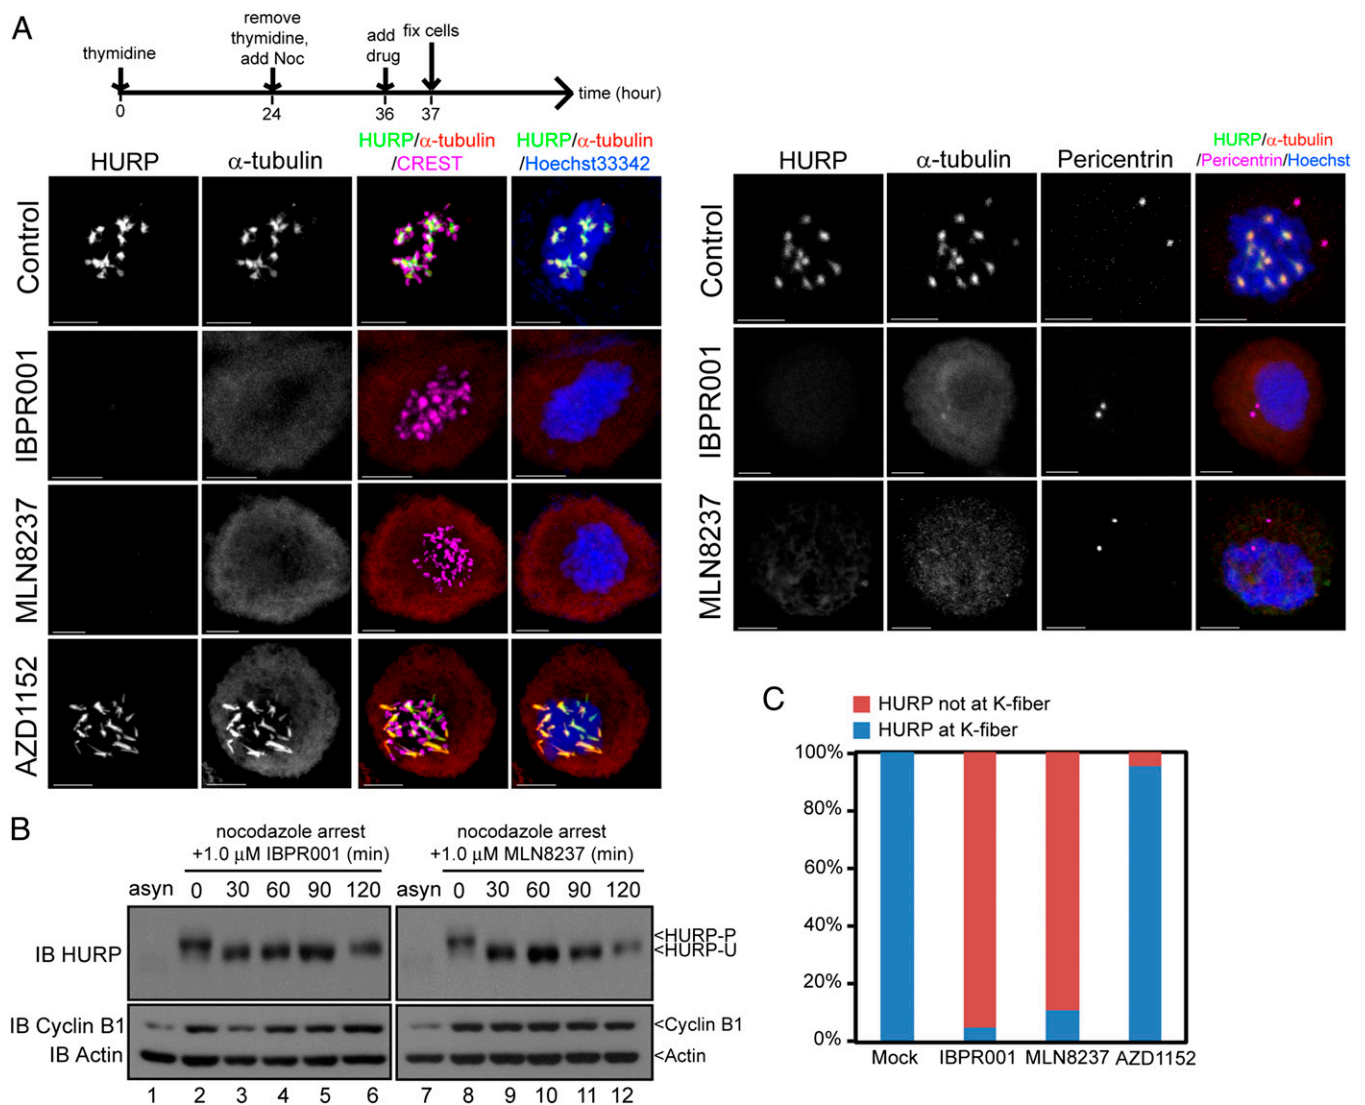 A
thymidine
remove
thymidine,
add Noc
add
drug
fix cells
0
24
36
37
time (hour)
HURP
α-tubulin
HURP/α-tubulin
/CREST
HURP/α-tubulin
/Hoechst33342
Control
IBPR001
MLN8237
AZD1152
HURP
α-tubulin
Pericentrin
HURP/α-tubulin
/Pericentrin/Hoechst
Control
IBPR001
MLN8237
B
nocodazole arrest
+1.0 μM IBPR001 (min)
nocodazole arrest
+1.0 μM MLN8237 (min)
asyn 0 30 60 90 120
asyn 0 30 60 90 120
IB HURP
<HURP-P
<HURP-U
IB Cyclin B1
<Cyclin B1
IB Actin
<Actin
1 2 3 4 5 6
7 8 9 10 11 12
C
HURP not at K-fiber
HURP at K-fiber
100%
80%
60%
40%
20%
0%
Mock IBPR001 MLN8237 AZD1152